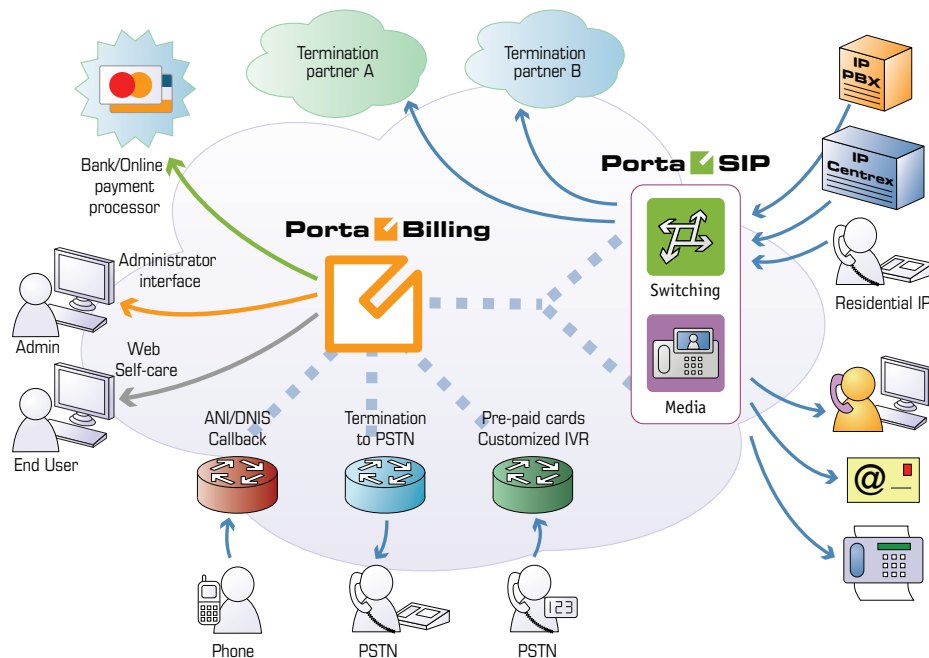 Termination
partner A
Termination
partner B
IP
PBX
IP
Centrex
Bank/Online
payment
processor
Porta SIP
Porta Billing
Administrator
interface
Switching
Residential IP
Admin
Web
Self-care
Media
End User
ANI/DNIS
Callback
Termination
to PSTN
Pre-paid cards
Customized IVR
@
123
Phone
PSTN
PSTN